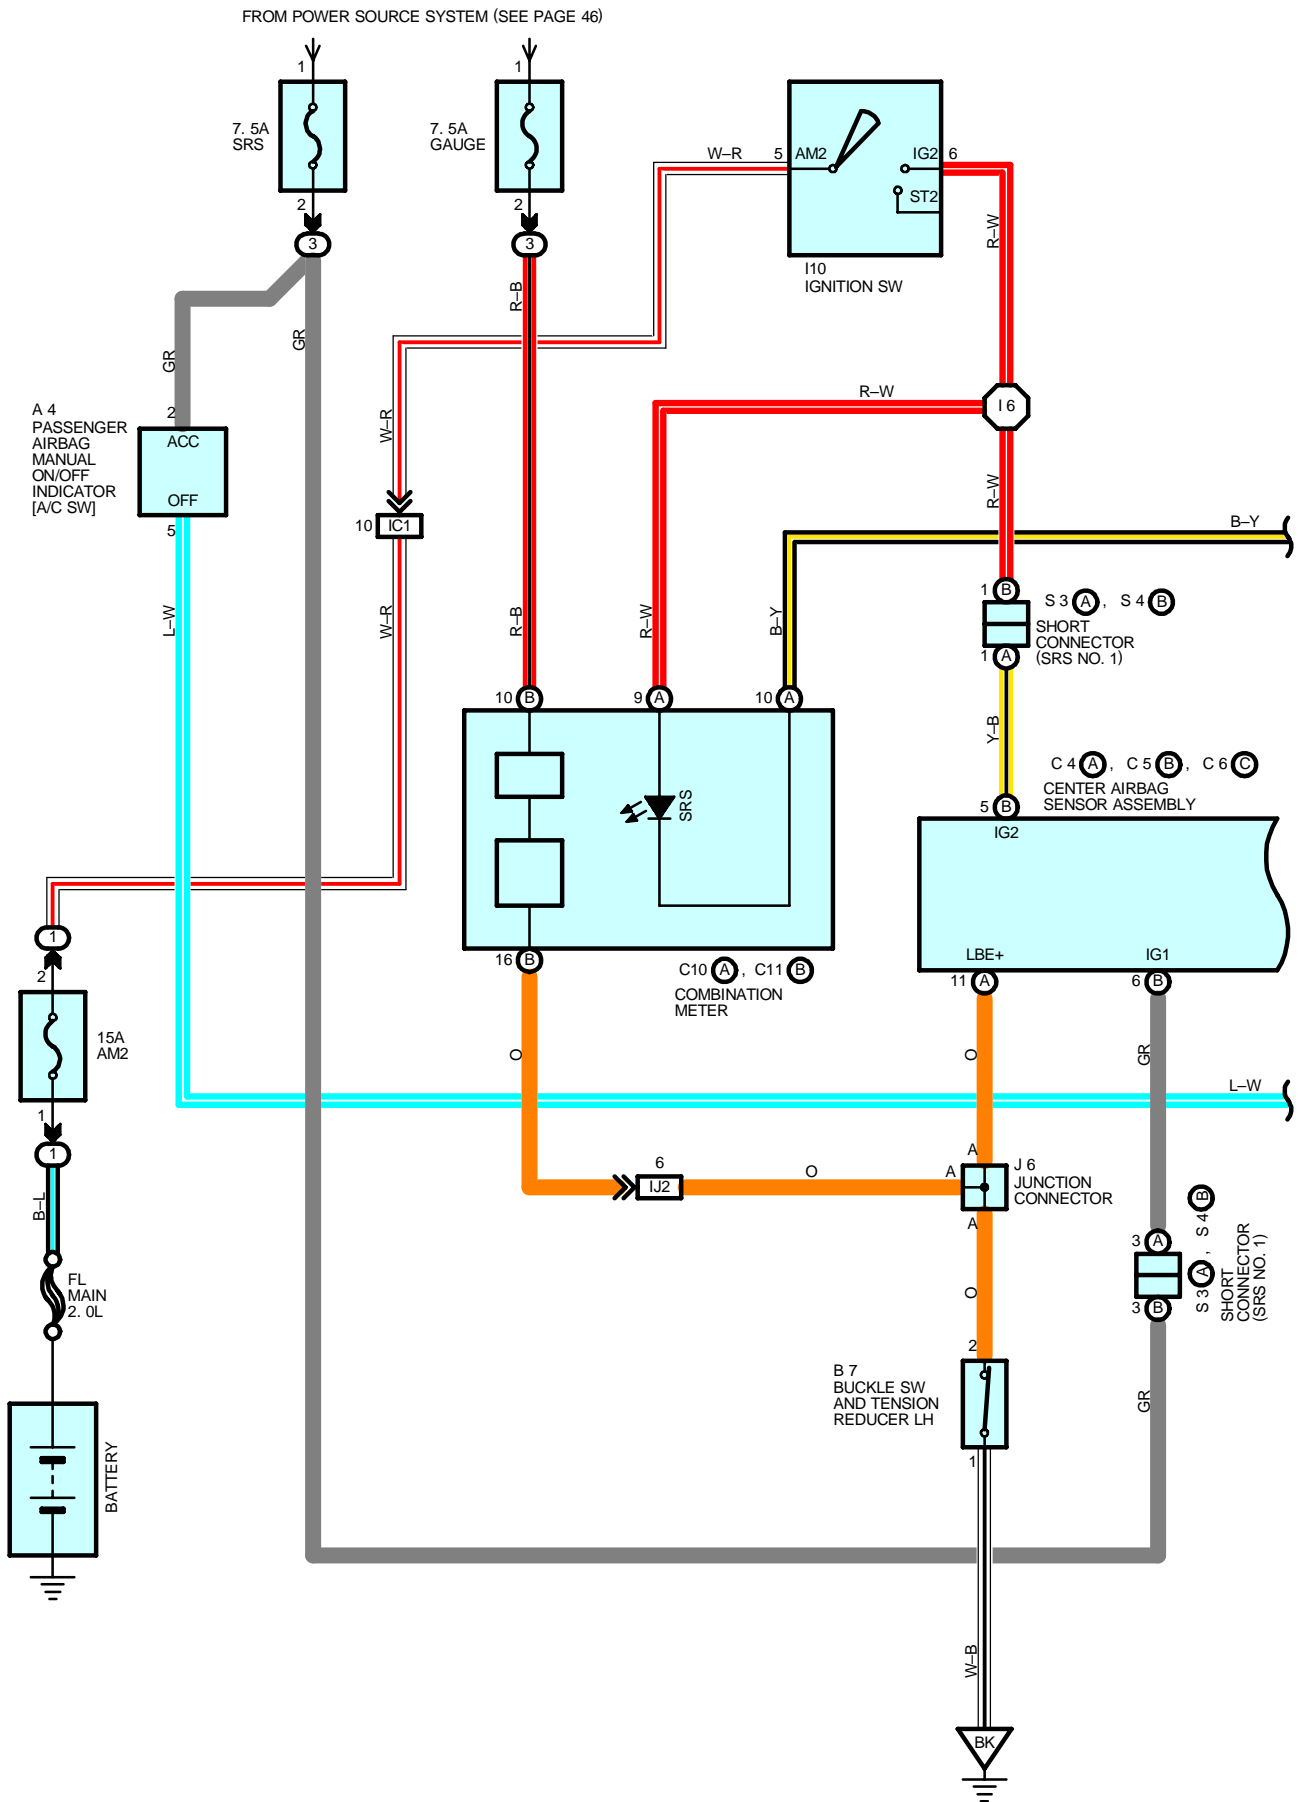 FROM POWER SOURCE SYSTEM (SEE PAGE 46)
1
1
7. 5A
SRS
7. 5A
GAUGE
2
2
3
3
W–R
5
AM2
IG2
6
ST2
I10
IGNITION SW
R–W
R–B
GR
GR
R–W
I 6
A 4
PASSENGER
AIRBAG
MANUAL
ON/OFF
INDICATOR
[A/C SW]
2
ACC
OFF
5
W–R
10
IC1
R–W
B–Y
L–W
W–R
R–B
R–W
B–Y
1
B
S 3 A , S 4 B
SHORT
CONNECTOR
(SRS NO. 1)
1
A
10
B
9
A
10
A
Y–B
C 4 A , C 5 B , C 6 C
CENTER AIRBAG
SENSOR ASSEMBLY
SRS
5
B
IG2
LBE+
IG1
1
2
15A
AM2
1
1
16
B
C10 A , C11 B
COMBINATION
METER
11
A
6
B
O
O
GR
L–W
6
IJ2
O
A
A
A
J 6
JUNCTION
CONNECTOR
B–L
FL
MAIN
2. 0L
3
A
3
B
S 3 A , S 4 B
SHORT
CONNECTOR
(SRS NO. 1)
O
2
B 7
BUCKLE SW
AND TENSION
REDUCER LH
1
GR
BATTERY
W–B
BK